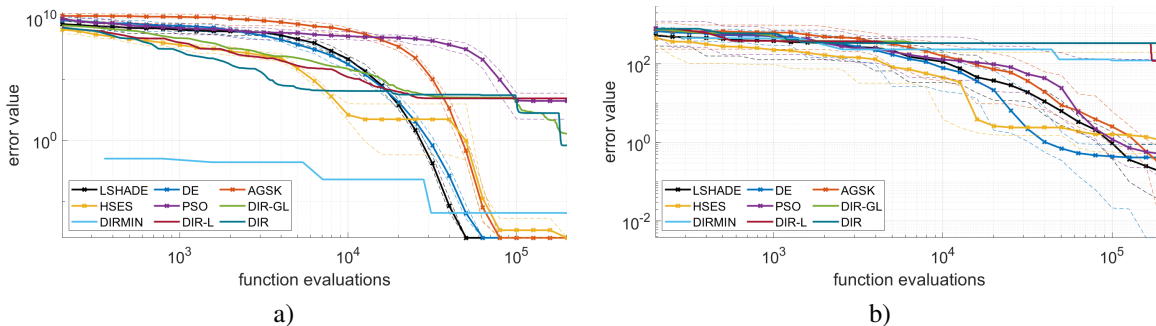 10^10
10^0
error value
LSHADE DE AGSK
HSES PSO DIR-GL
DIRMIN DIR-L DIR
10^3 10^4 10^5
function evaluations
a)
10^2
10^0
10^-2
error value
LSHADE DE AGSK
HSES PSO DIR-GL
DIRMIN DIR-L DIR
10^3 10^4 10^5
function evaluations
b)